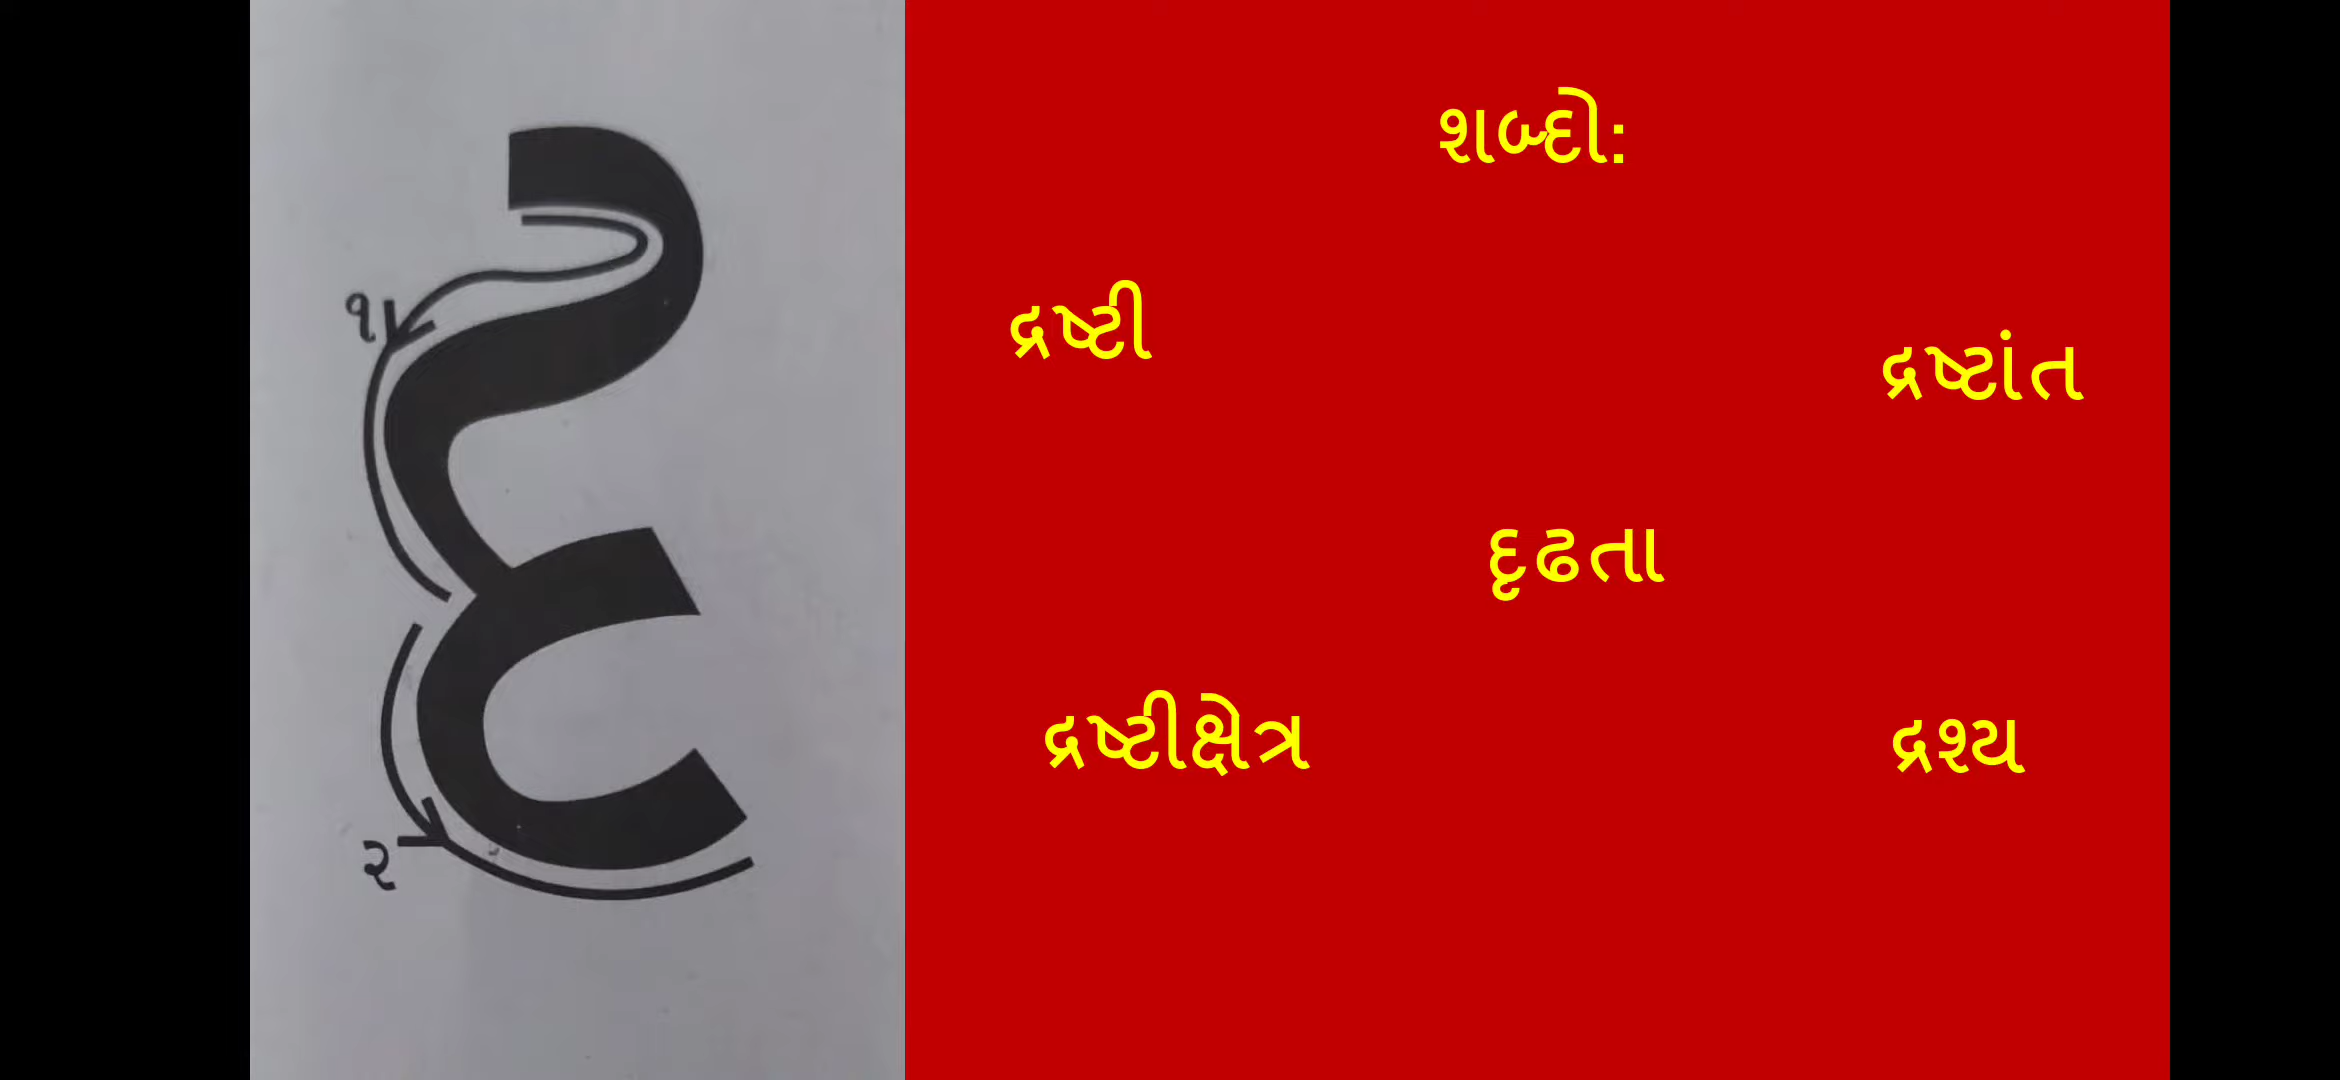 શબ્દો:
દ્રષ્ટી
દ્રષ્ટાંત
દૃઢતા
દ્રષ્ટીક્ષેત્ર
દ્રશ્ય
૧
૨